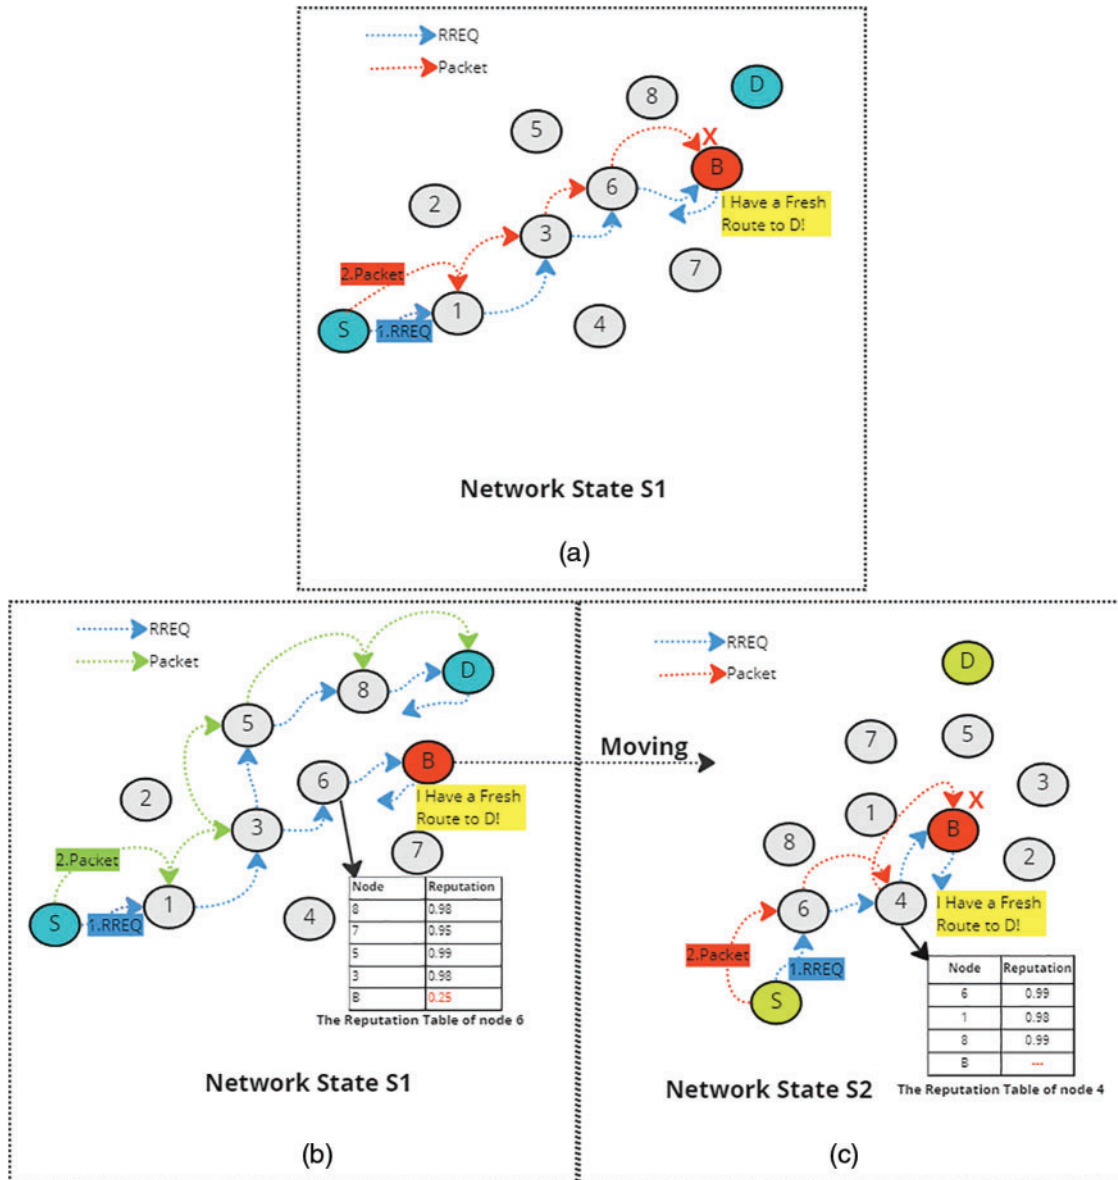 RREQ
Packet
D
8
5
X
B
6
I Have a Fresh
Route to D!
2
3
7
2.Packet
1
4
S
1.RREQ
Network State S1
(a)
RREQ
Packet
D
8
5
B
6
I Have a Fresh
Route to D!
2
3
7
2.Packet
1
4
S
1.RREQ
Node Reputation
8 0.98
7 0.95
5 0.99
3 0.98
B 0.25
The Reputation Table of node 6
Network State S1
(b)
Moving
RREQ
Packet
D
7
5
3
X
1
B
8
2
6
4
I Have a Fresh
Route to D!
2.Packet
1.RREQ
S
Node Reputation
6 0.99
1 0.98
8 0.99
B ---
The Reputation Table of node 4
Network State S2
(c)